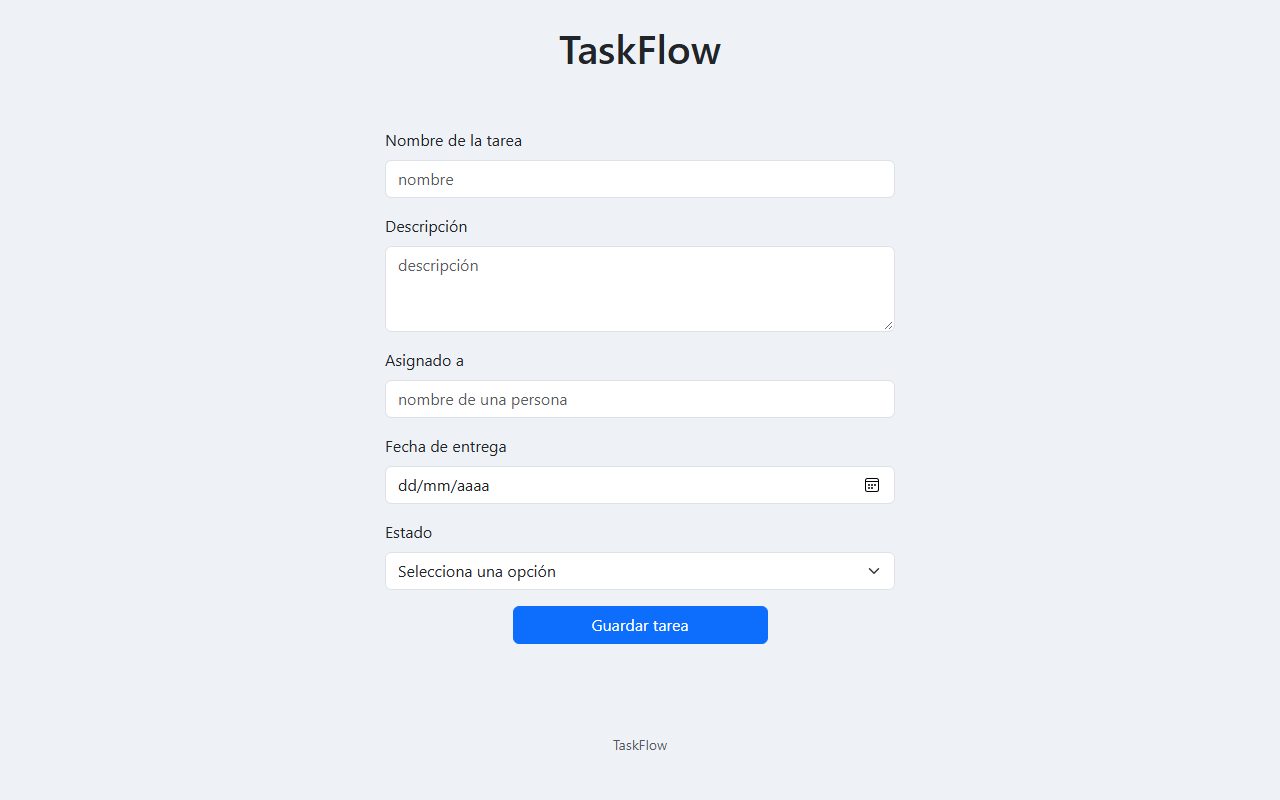 TaskFlow
Nombre de la tarea
nombre
Descripción
descripción
Asignado a
nombre de una persona
Fecha de entrega
dd/mm/aaaa
Estado
Selecciona una opción
Guardar tarea
TaskFlow